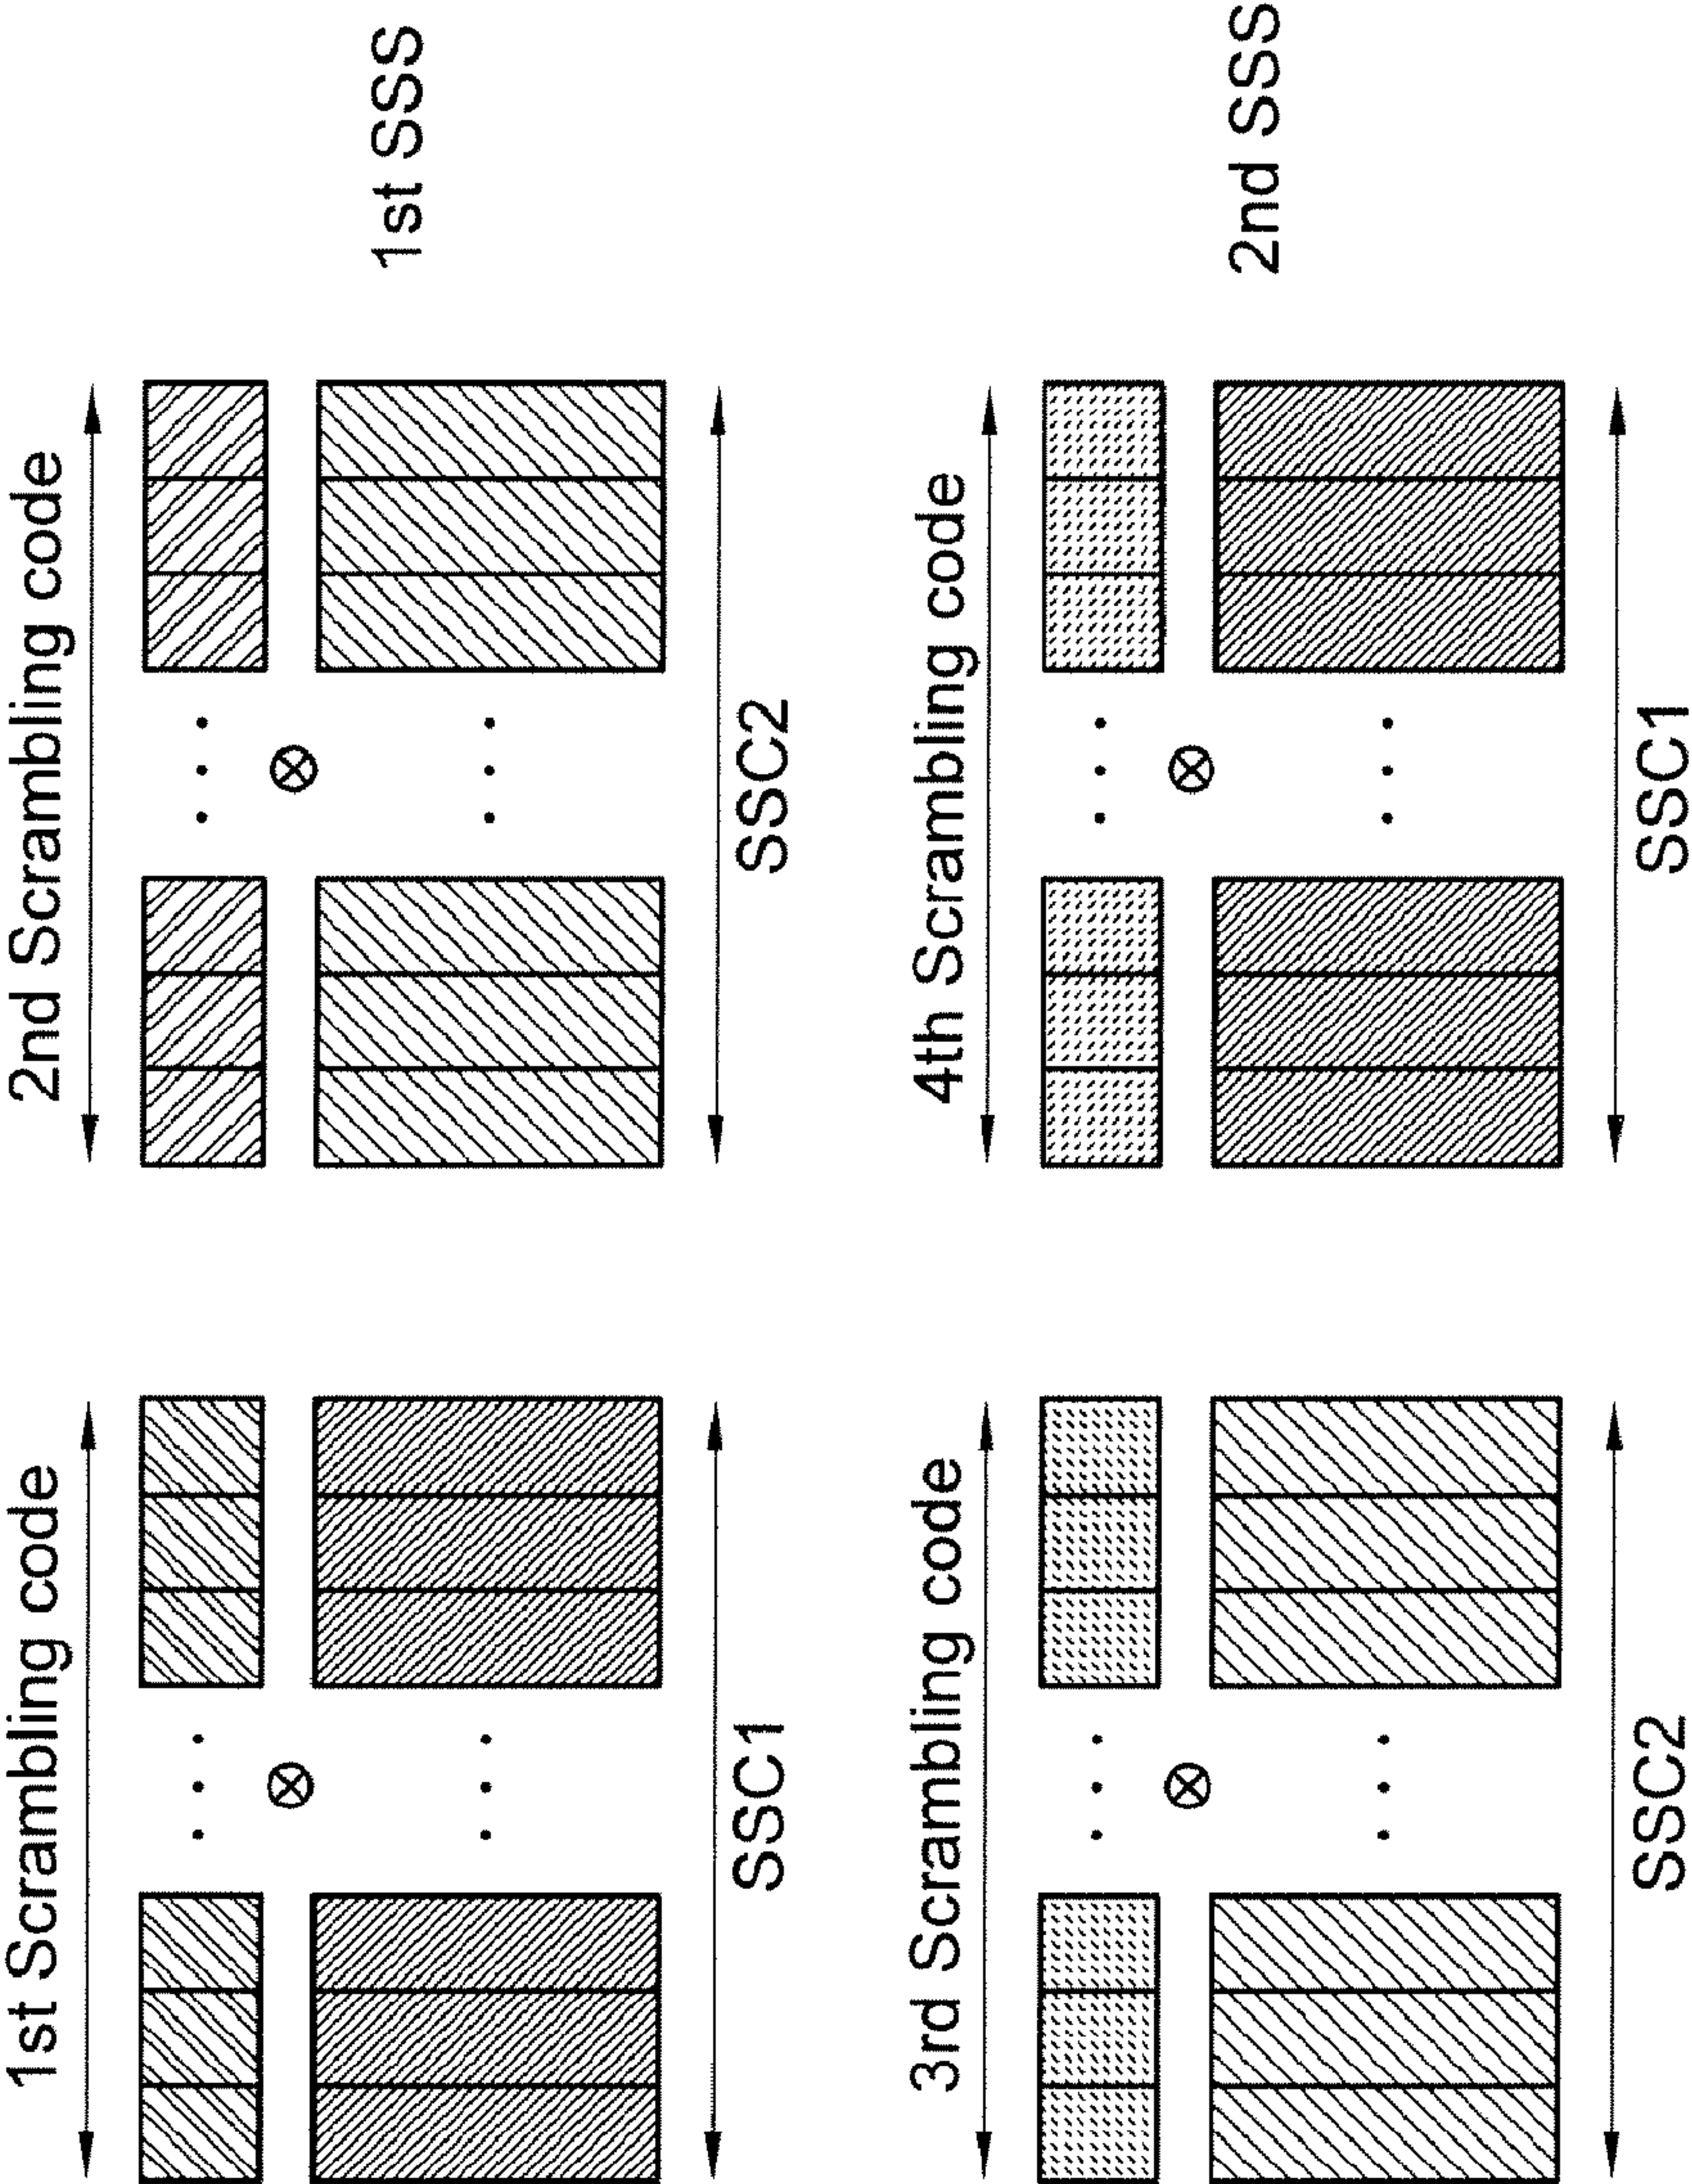 1st Scrambling code
2nd Scrambling code
SSC1
SSC2
1st SSS
3rd Scrambling code
4th Scrambling code
SSC2
SSC1
2nd SSS